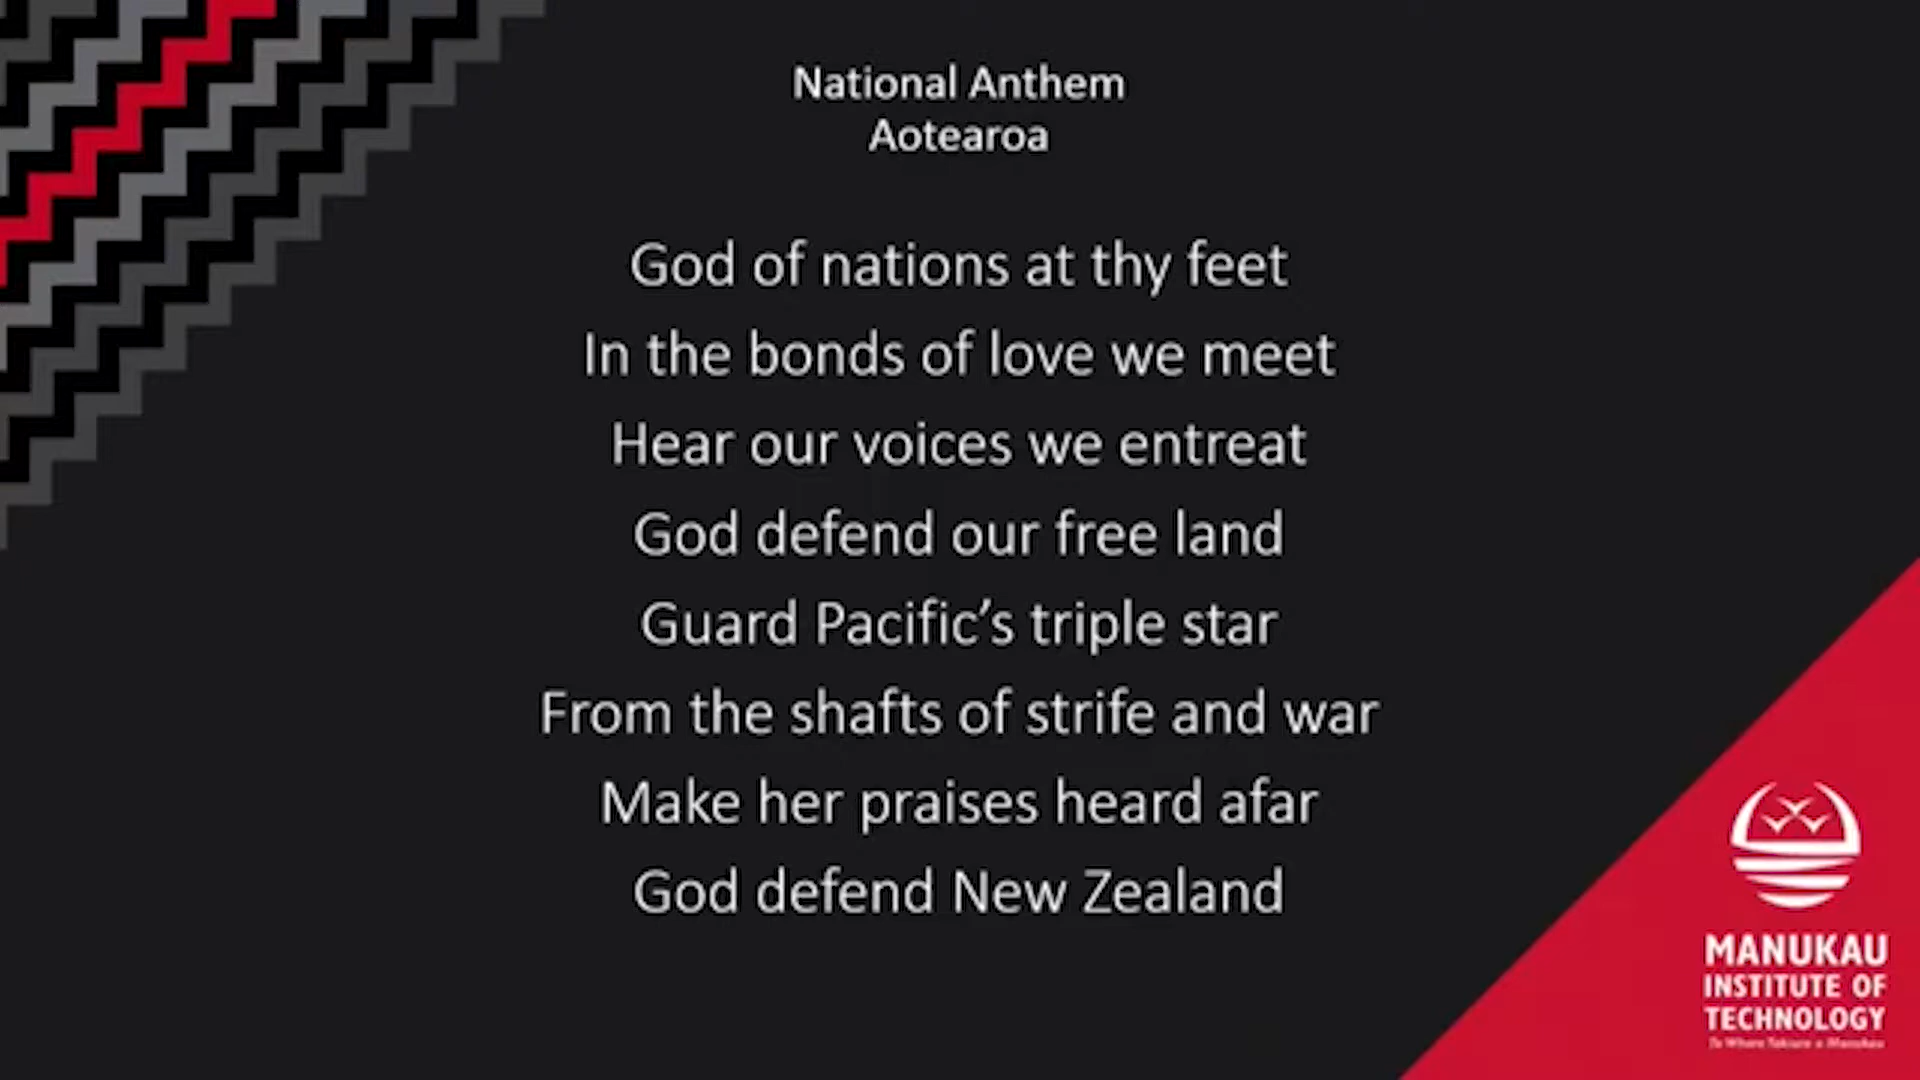 National Anthem
Aotearoa
God of nations at thy feet
In the bonds of love we meet
Hear our voices we entreat
God defend our free land
Guard Pacific’s triple star
From the shafts of strife and war
Make her praises heard afar
God defend New Zealand
MANUKAU
INSTITUTE OF
TECHNOLOGY